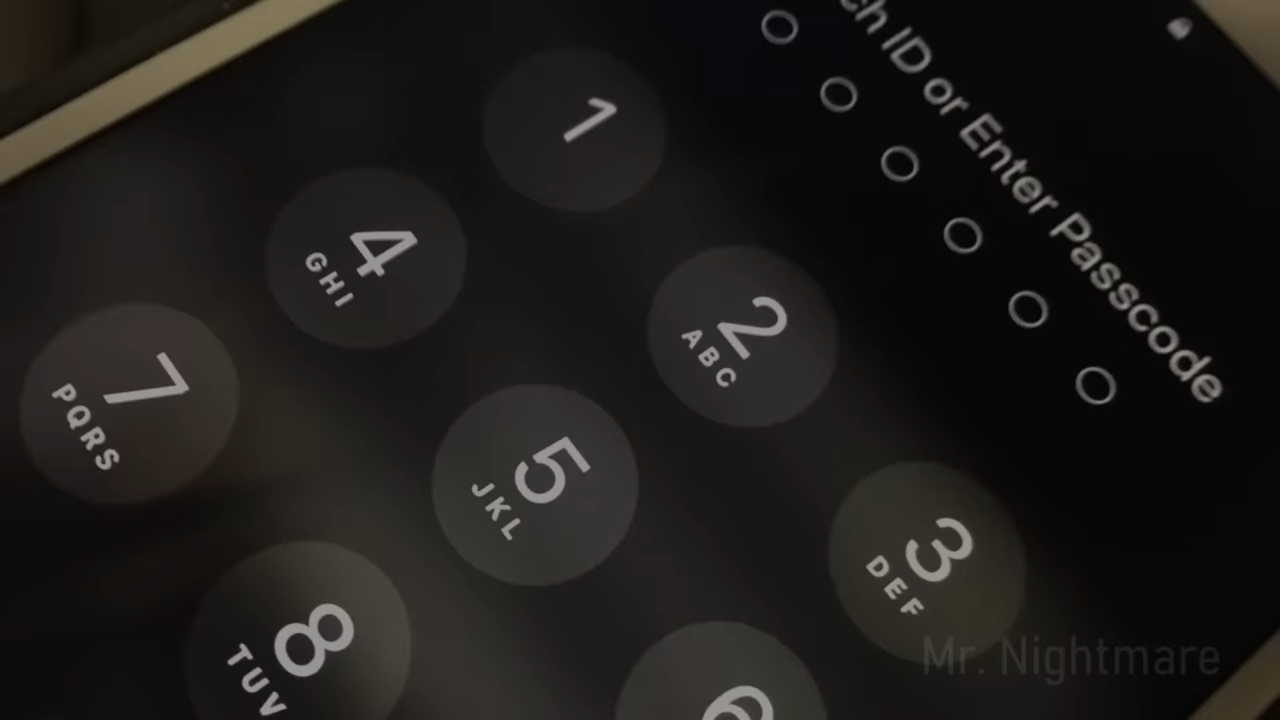 ch ID or Enter Passcode
1
2
ABC
3
DEF
4
GHI
5
JKL
6
7
PQRS
8
TUV
Mr. Nightmare